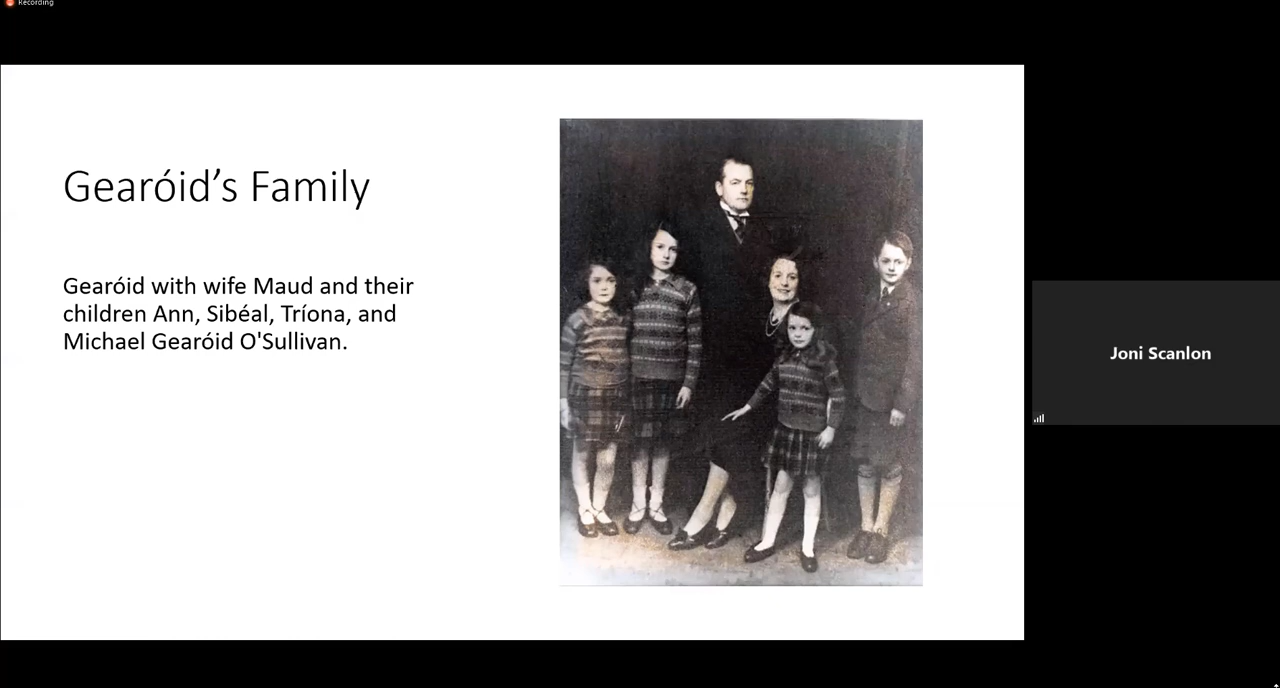 Recording
Gearóid’s Family
Gearóid with wife Maud and their
children Ann, Sibéal, Tríona, and
Michael Gearóid O'Sullivan.
Joni Scanlon